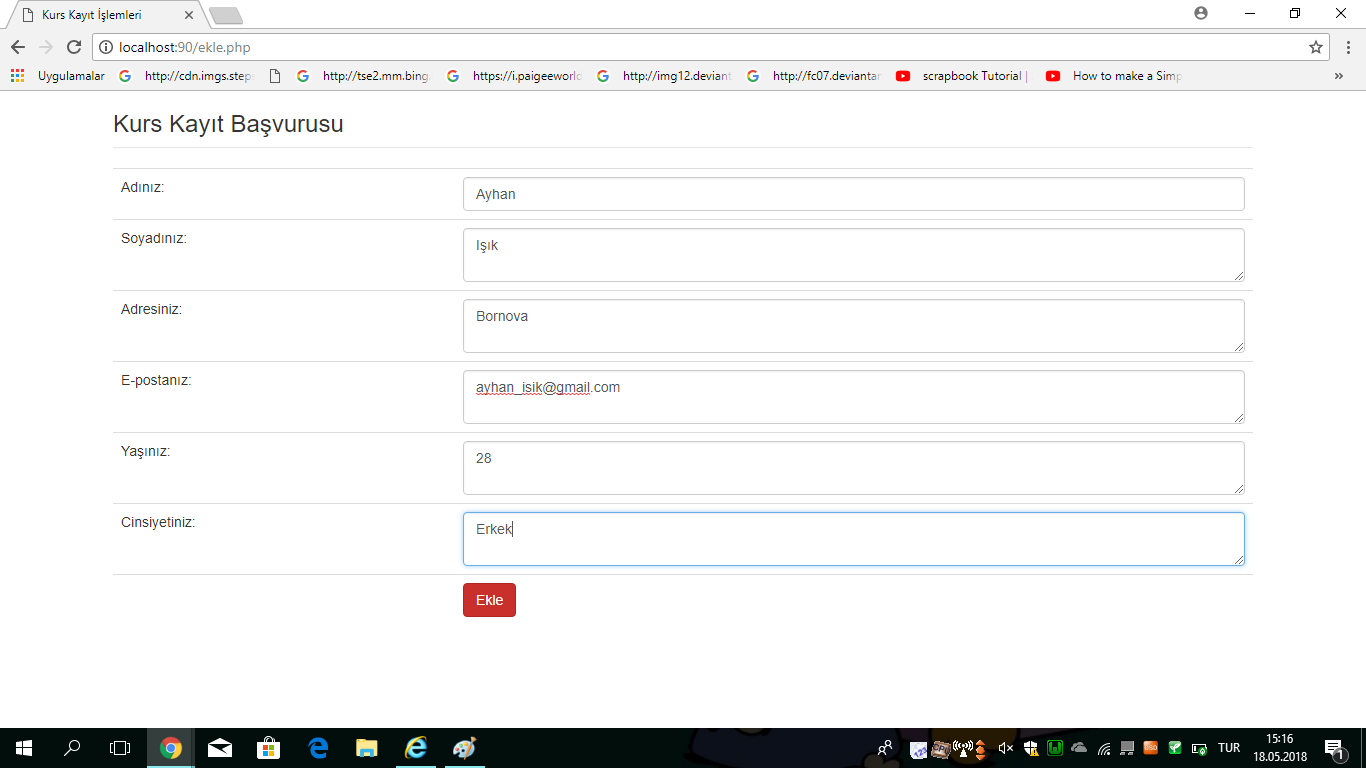 Kurs Kayıt İşlemleri
localhost:90/ekle.php
Uygulamalar http://cdn.imgs.steps http://tse2.mm.bing. https://i.paigeeworld http://img12.deviant http://fc07.deviantar scrapbook Tutorial | How to make a Simp »
Kurs Kayıt Başvurusu
Adınız: Ayhan
Soyadınız: Işık
Adresiniz: Bornova
E-postanız: ayhan_isik@gmail.com
Yaşınız: 28
Cinsiyetiniz: Erkek
Ekle
TUR 15:16
18.05.2018 1